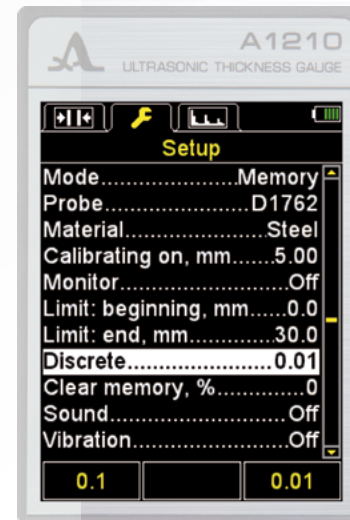 A1210
ULTRASONIC THICKNESS GAUGE
Setup
Mode......................Memory
Probe.........................D1762
Material........................Steel
Calibrating on, mm......5.00
Monitor...........................Off
Limit: beginning, mm......0.0
Limit: end, mm............30.0
Discrete.......................0.01
Clear memory, %..............0
Sound............................Off
Vibration........................Off
0.1 0.01